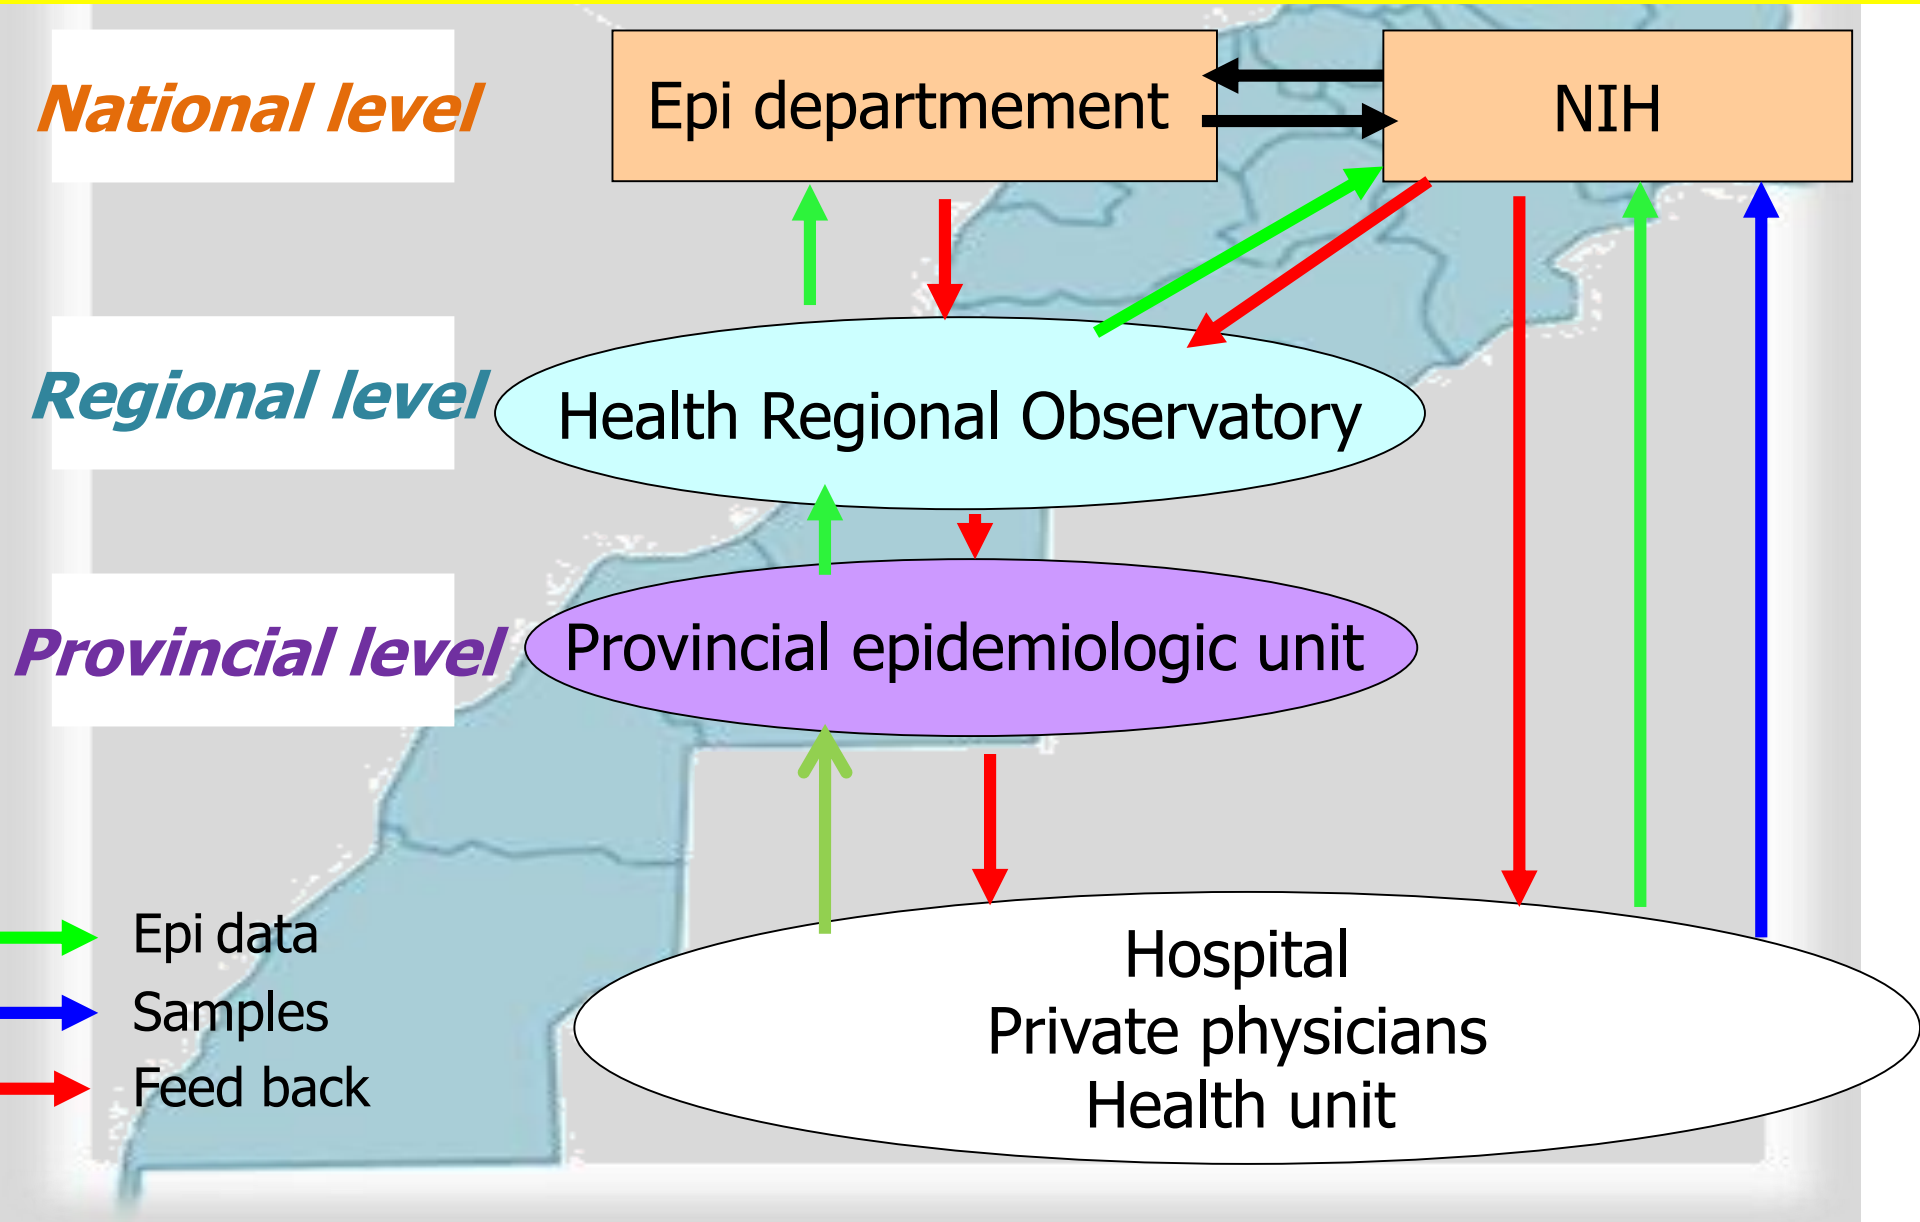 National level
Epi departmement
NIH
Regional level
Health Regional Observatory
Provincial level
Provincial epidemiologic unit
Epi data
Samples
Feed back
Hospital
Private physicians
Health unit